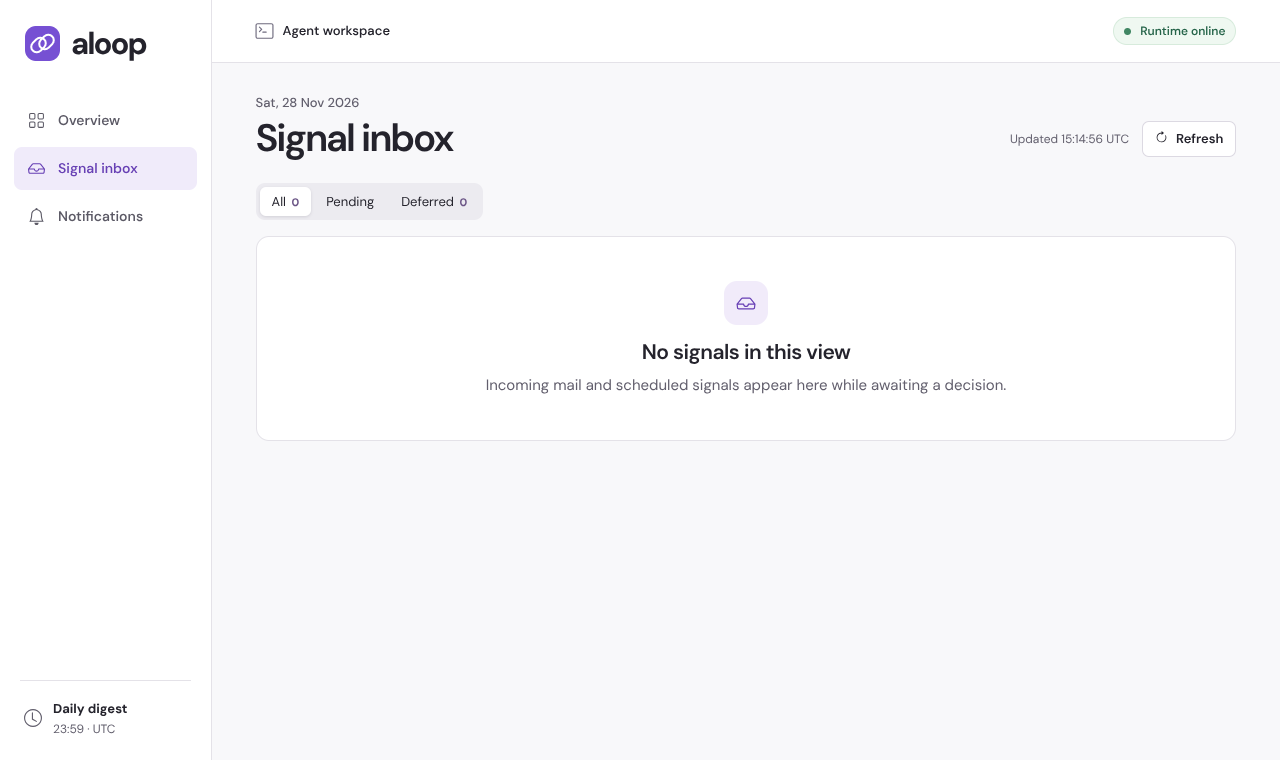 aloop
Overview
Signal inbox
Notifications
Daily digest
23:59 · UTC
Agent workspace
Runtime online
Sat, 28 Nov 2026
Signal inbox
Updated 15:14:56 UTC
Refresh
All 0
Pending
Deferred 0
No signals in this view
Incoming mail and scheduled signals appear here while awaiting a decision.